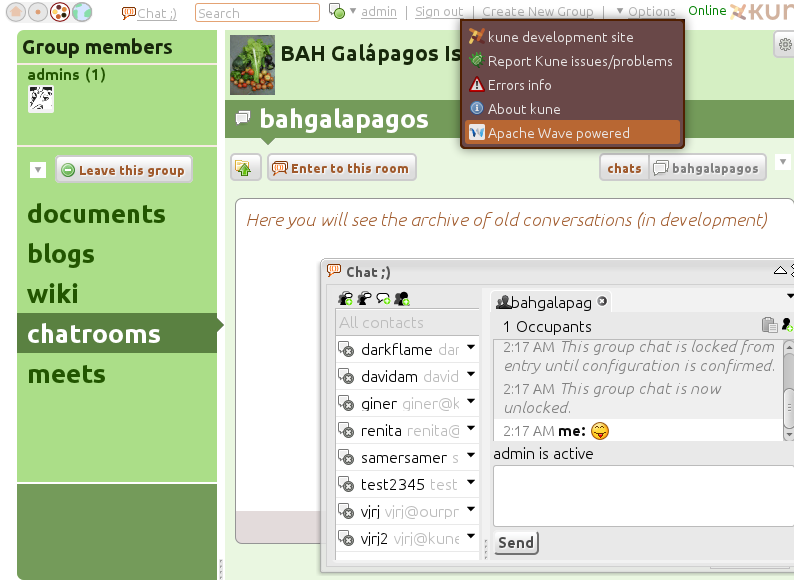 Chat ;)
Search
admin | Sign out | Create New Group | Options Online kun
Group members
admins (1)
Leave this group
documents
blogs
wiki
chatrooms
meets
BAH Galápagos Is
kune development site
Report Kune issues/problems
Errors info
About kune
Apache Wave powered
bahgalapagos
Enter to this room
chats bahgalapagos
Here you will see the archive of old conversations (in development)
Chat ;)
All contacts
darkflame dar
davidam david
giner giner@k
renita renita@
samersamer s
test2345 test
vjrj vjrj@ourpr
vjrj2 vjrj@kune
bahgalapag
1 Occupants
2:17 AM This group chat is locked from
entry until configuration is confirmed.
2:17 AM This group chat is now
unlocked.
2:17 AM me:
admin is active
Send